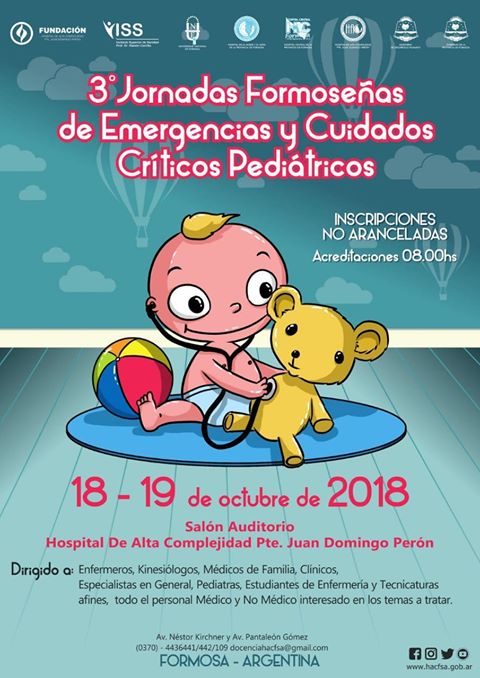 FUNDACIÓN
ISS
3° Jornadas Formoseñas
de Emergencias y Cuidados
Críticos Pediátricos
INSCRIPCIONES
NO ARANCELADAS
Acreditaciones 08.00hs
18 - 19 de octubre de 2018
Salón Auditorio
Hospital De Alta Complejidad Pte. Juan Domingo Perón
Dirigido a: Enfermeros, Kinesiólogos, Médicos de Familia, Clínicos,
Especialistas en General, Pediatras, Estudiantes de Enfermería y Tecnicaturas
afines, todo el personal Médico y No Médico interesado en los temas a tratar.
Av. Néstor Kirchner y Av. Pantaleón Gómez
(0370) - 4436441/442/109 docenciahacfsa@gmail.com
FORMOSA - ARGENTINA
www.hacfsa.gob.ar